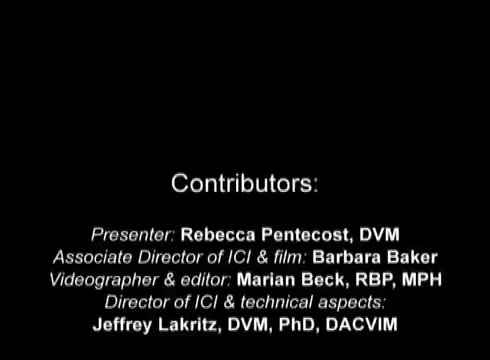 Contributors:
Presenter: Rebecca Pentecost, DVM
Associate Director of ICI & film: Barbara Baker
Videographer & editor: Marian Beck, RBP, MPH
Director of ICI & technical aspects:
Jeffrey Lakritz, DVM, PhD, DACVIM